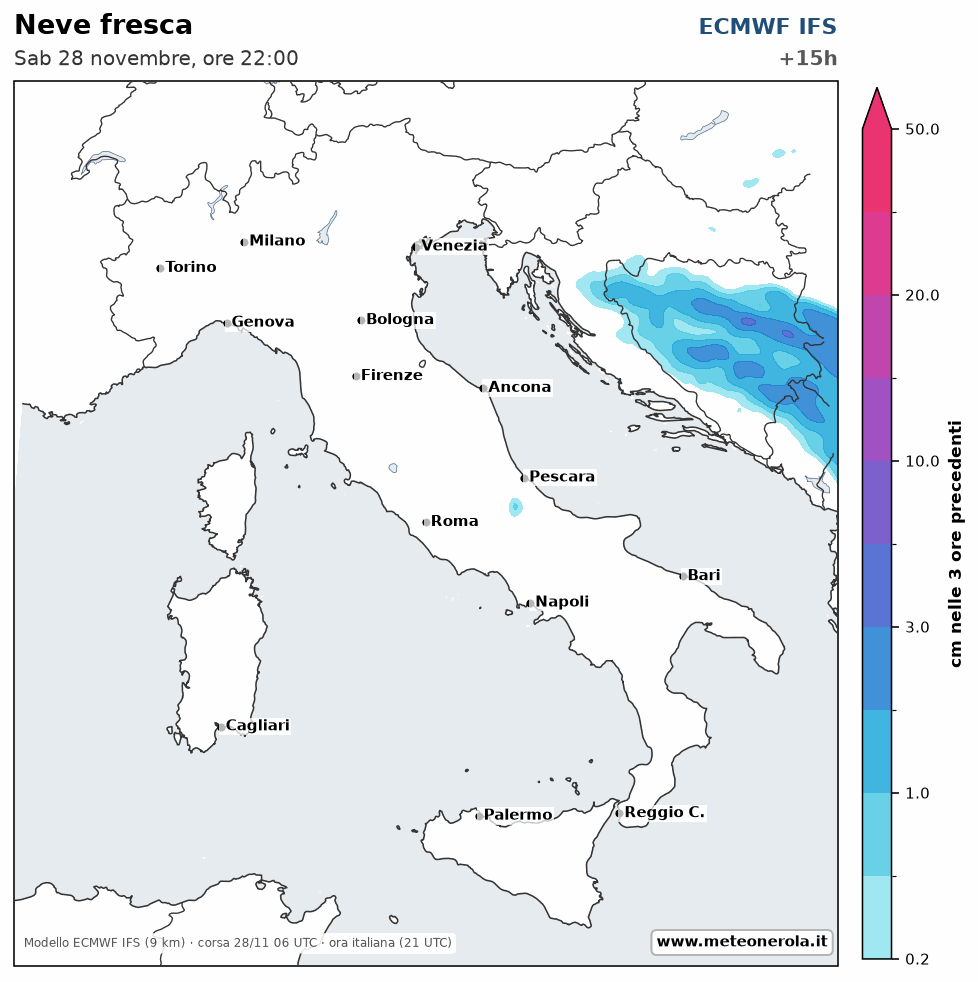 Neve fresca
ECMWF IFS
Sab 28 novembre, ore 22:00
+15h
Milano
Venezia
Torino
Genova
Bologna
Firenze
Ancona
Pescara
Roma
Bari
Napoli
Cagliari
Palermo
Reggio C.
50.0
20.0
10.0
3.0
1.0
0.2
cm nelle 3 ore precedenti
Modello ECMWF IFS (9 km) · corsa 28/11 06 UTC · ora italiana (21 UTC)
www.meteonerola.it